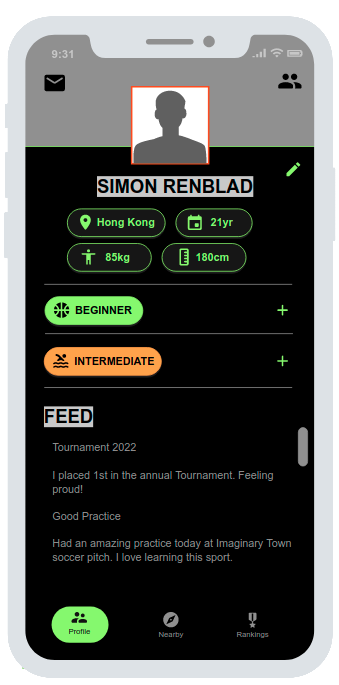 9:31
SIMON RENBLAD
Hong Kong 21yr
85kg 180cm
BEGINNER +
INTERMEDIATE +
FEED
Tournament 2022
I placed 1st in the annual Tournament. Feeling
proud!
Good Practice
Had an amazing practice today at Imaginary Town
soccer pitch. I love learning this sport.
Profile Nearby Rankings